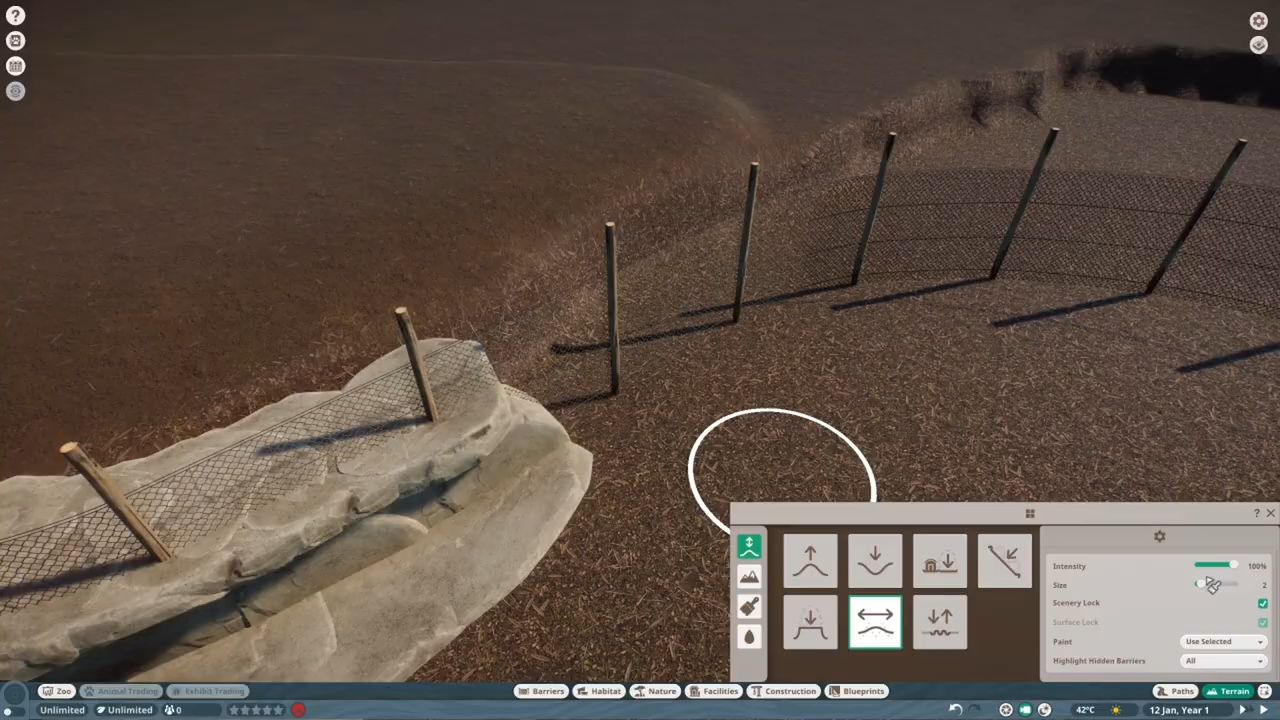 ?
? ×
Intensity 100%
Size 2
Scenery Lock
Surface Lock
Paint Use Selected
Highlight Hidden Barriers All
Zoo Animal Trading Exhibit Trading Barriers Habitat Nature Facilities Construction Blueprints Paths Terrain
Unlimited Unlimited 0 42°C 12 Jan, Year 1